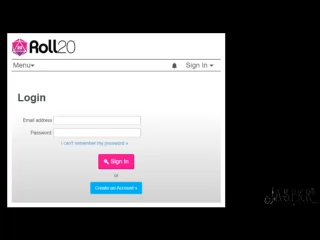 Roll20
Menu
Sign In
Login
Email address
Password
I can't remember my password »
Sign In
or
Create an Account »